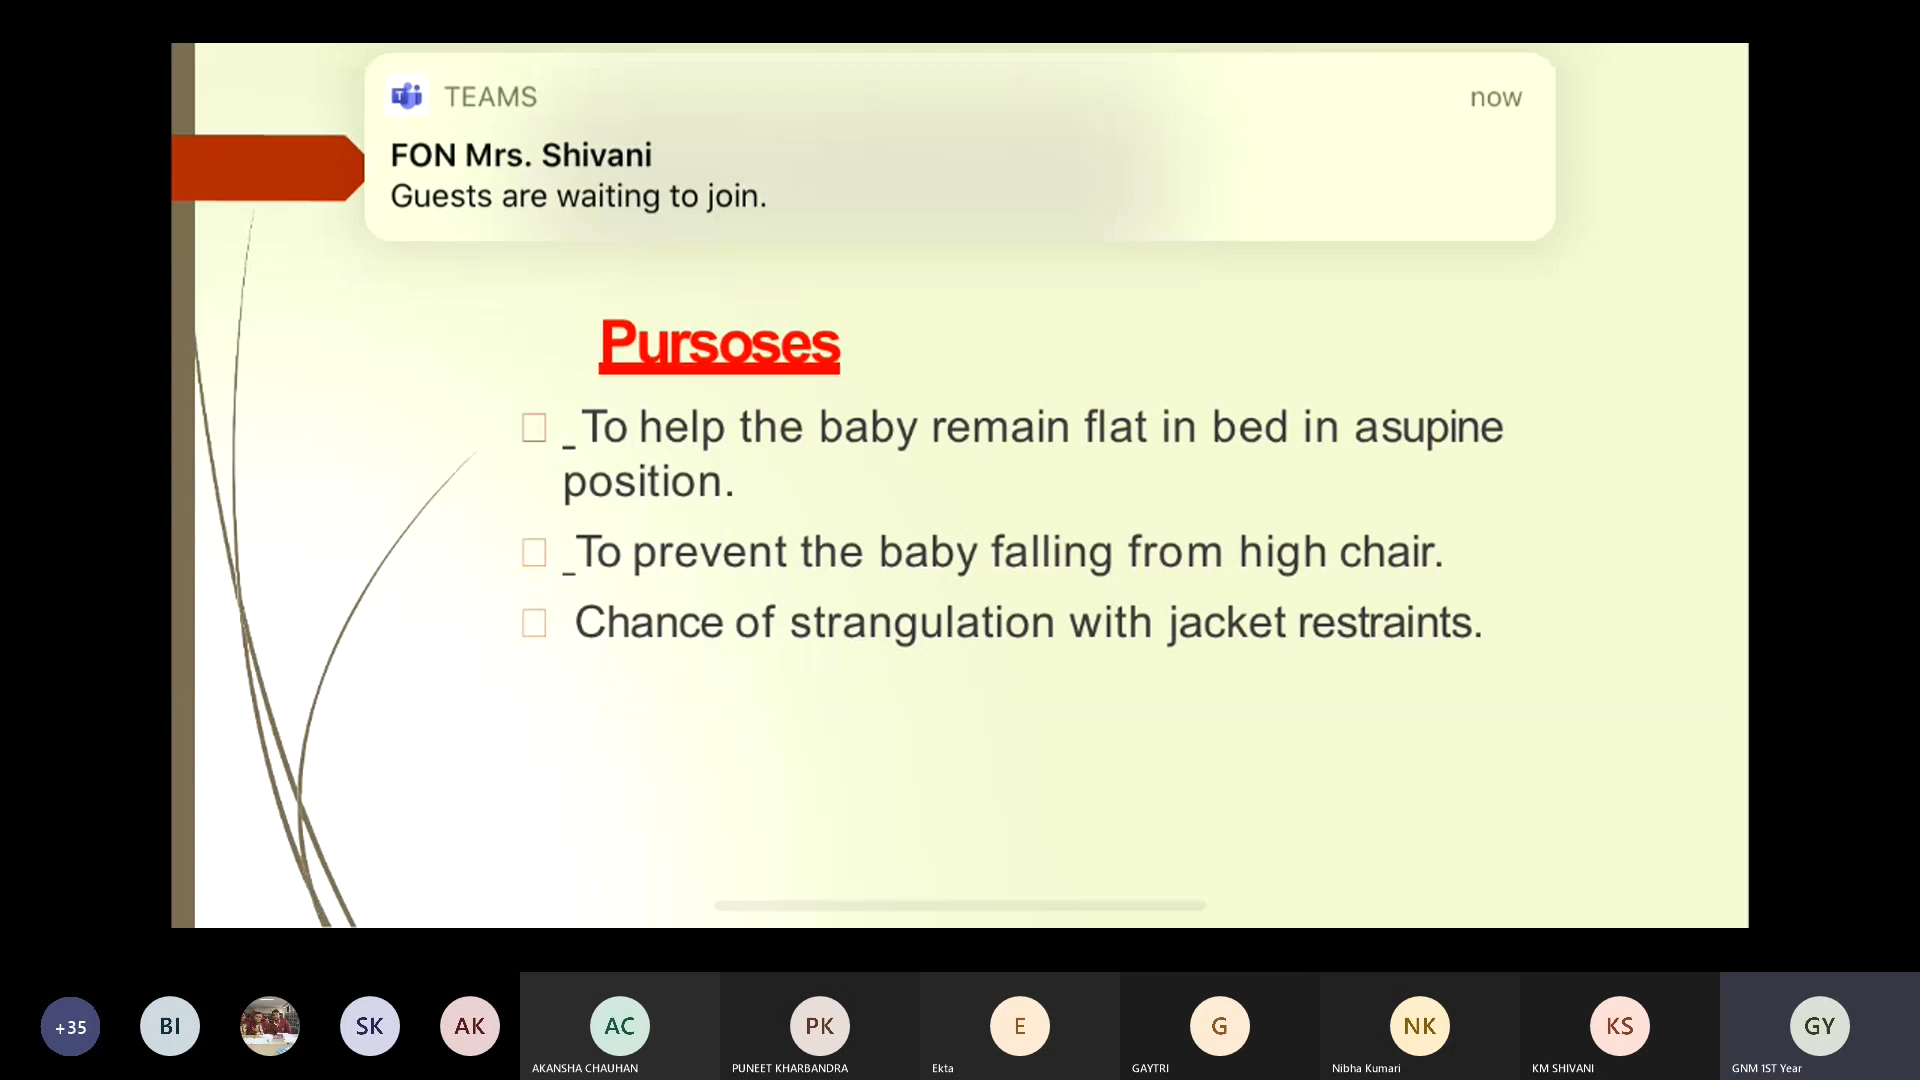 TEAMS
now
FON Mrs. Shivani
Guests are waiting to join.
Pursoses
_To help the baby remain flat in bed in asupine
position.
_To prevent the baby falling from high chair.
Chance of strangulation with jacket restraints.
+35
BI
SK
AK
AC
PK
E
G
NK
KS
GY
AKANSHA CHAUHAN
PUNEET KHARBANDRA
Ekta
GAYTRI
Nibha Kumari
KM SHIVANI
GNM 1ST Year